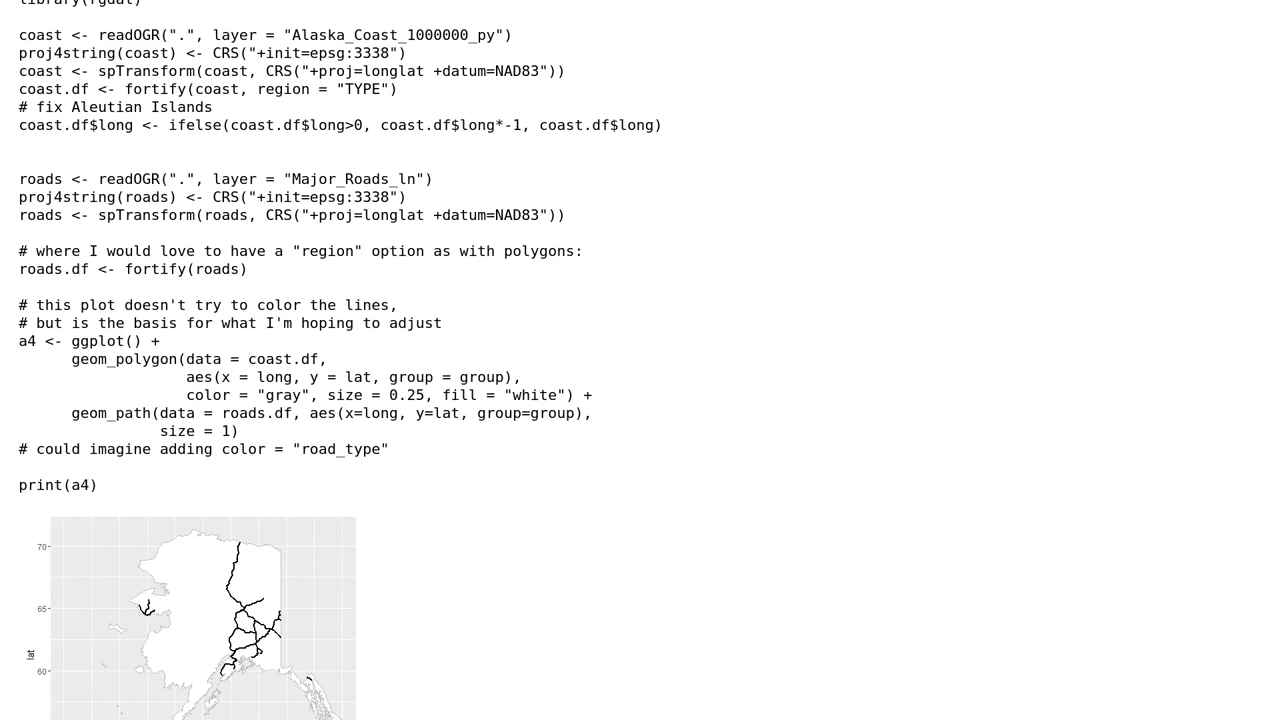 library(rgdal)
coast <- readOGR(".", layer = "Alaska_Coast_1000000_py")
proj4string(coast) <- CRS("+init=epsg:3338")
coast <- spTransform(coast, CRS("+proj=longlat +datum=NAD83"))
coast.df <- fortify(coast, region = "TYPE")
# fix Aleutian Islands
coast.df$long <- ifelse(coast.df$long>0, coast.df$long*-1, coast.df$long)
roads <- readOGR(".", layer = "Major_Roads_ln")
proj4string(roads) <- CRS("+init=epsg:3338")
roads <- spTransform(roads, CRS("+proj=longlat +datum=NAD83"))
# where I would love to have a "region" option as with polygons:
roads.df <- fortify(roads)
# this plot doesn't try to color the lines,
# but is the basis for what I'm hoping to adjust
a4 <- ggplot() +
geom_polygon(data = coast.df,
aes(x = long, y = lat, group = group),
color = "gray", size = 0.25, fill = "white") +
geom_path(data = roads.df, aes(x=long, y=lat, group=group),
size = 1)
# could imagine adding color = "road_type"
print(a4)
70
65
lat
60